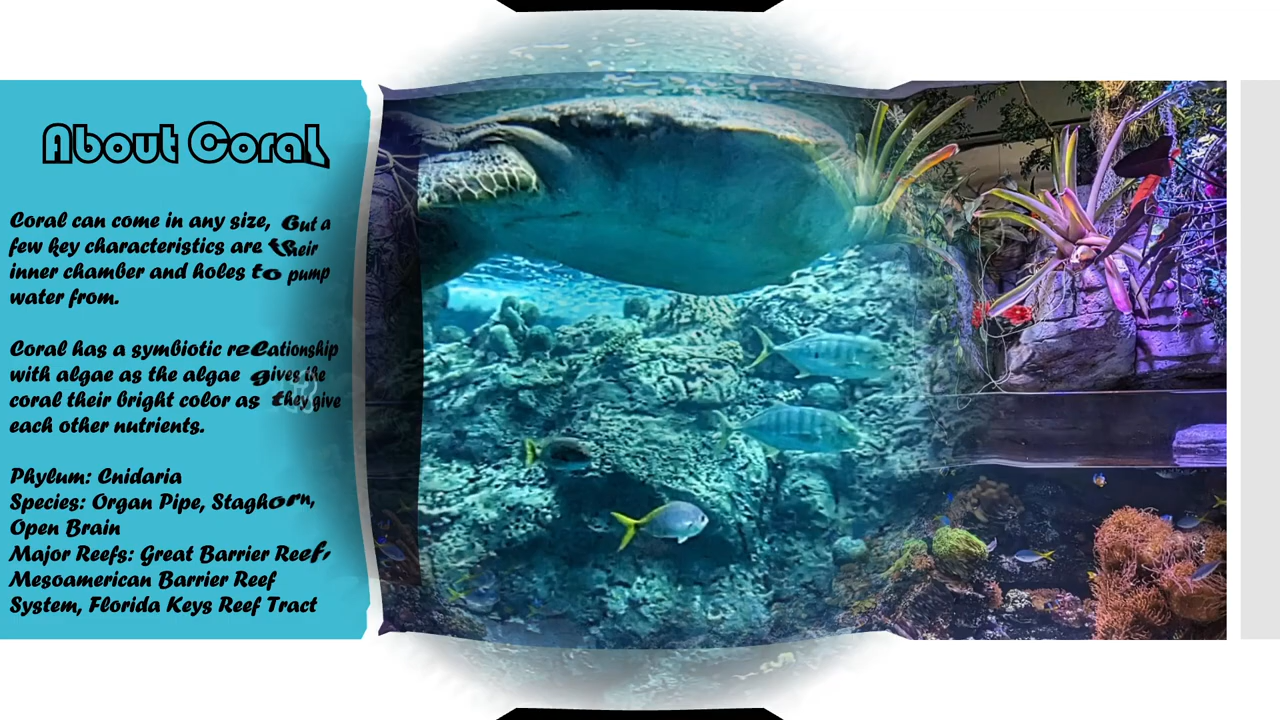 About Coral
Coral can come in any size, But a
few key characteristics are their
inner chamber and holes to pump
water from.
Coral has a symbiotic relationship
with algae as the algae gives the
coral their bright color as they give
each other nutrients.
Phylum: Cnidaria
Species: Organ Pipe, Staghorn,
Open Brain
Major Reefs: Great Barrier Reef,
Mesoamerican Barrier Reef
System, Florida Keys Reef Tract